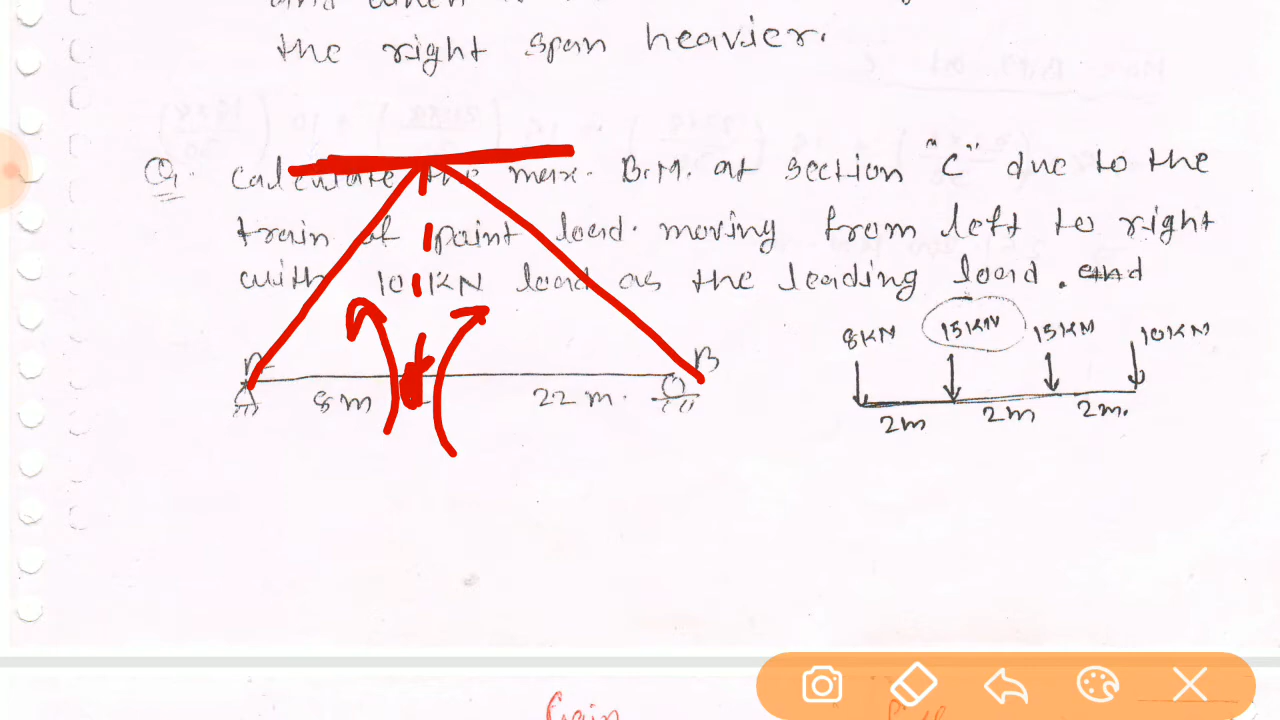 the right span heavier.
Q. Calculate the max. B.M. at section "C" due to the
train of point load. moving from left to right
with 10 KN load as the leading load. and
8KN 15KN 15KN 10KN
A B
8m 22m. 2m 2m 2m.